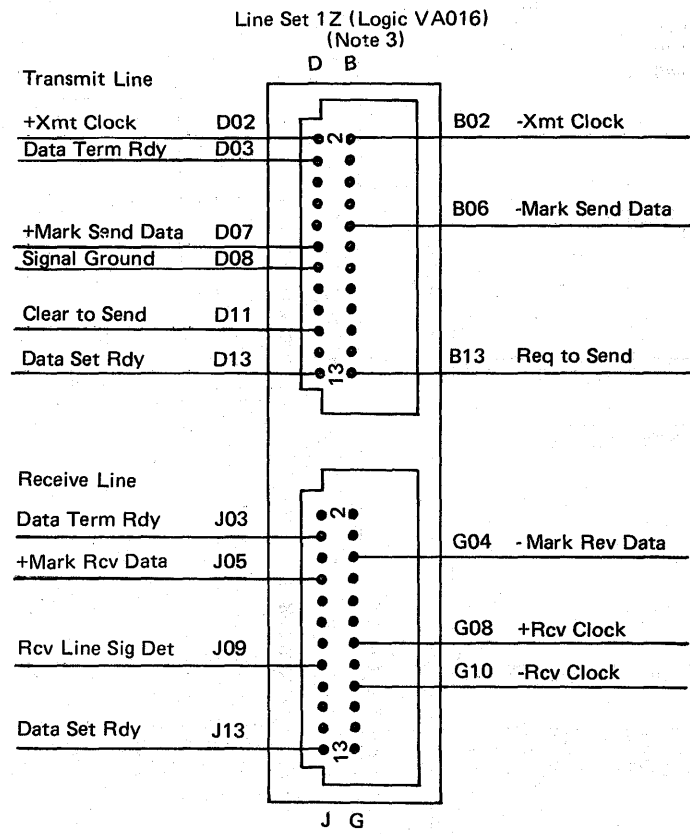 Line Set 1Z (Logic VA016)
(Note 3)
D B
Transmit Line
+Xmt Clock D02
B02 -Xmt Clock
Data Term Rdy D03
2
B06 -Mark Send Data
+Mark Send Data D07
Signal Ground D08
Clear to Send D11
Data Set Rdy D13
B13 Req to Send
13
Receive Line
2
Data Term Rdy J03
G04 -Mark Rev Data
+Mark Rcv Data J05
G08 +Rcv Clock
Rcv Line Sig Det J09
G10 -Rcv Clock
Data Set Rdy J13
13
J G